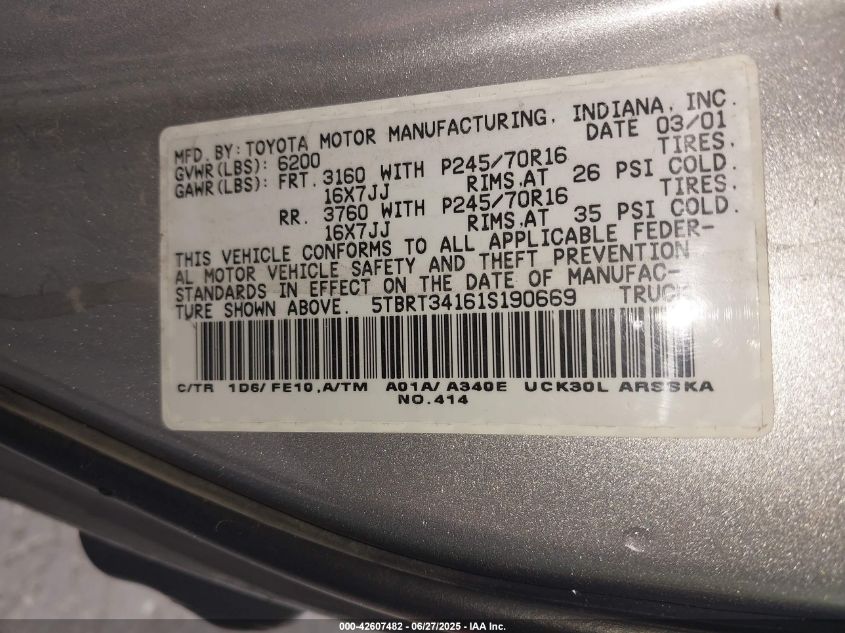 MFD. BY: TOYOTA MOTOR MANUFACTURING, INDIANA, INC.
GVWR(LBS): 6200 DATE 03/01
GAWR(LBS): FRT. 3160 WITH P245/70R16 TIRES.
16X7JJ RIMS, AT 26 PSI COLD.
RR. 3760 WITH P245/70R16 TIRES.
16X7JJ RIMS, AT 35 PSI COLD.
THIS VEHICLE CONFORMS TO ALL APPLICABLE FEDER-
AL MOTOR VEHICLE SAFETY AND THEFT PREVENTION
STANDARDS IN EFFECT ON THE DATE OF MANUFAC-
TURE SHOWN ABOVE. 5TBRT34161S190669 TRUCK
C/TR 1D6/FE10,A/TM A01A/A340E UCK30L ARSSKA
NO.414
000-42607482 - 06/27/2025 - IAA Inc.